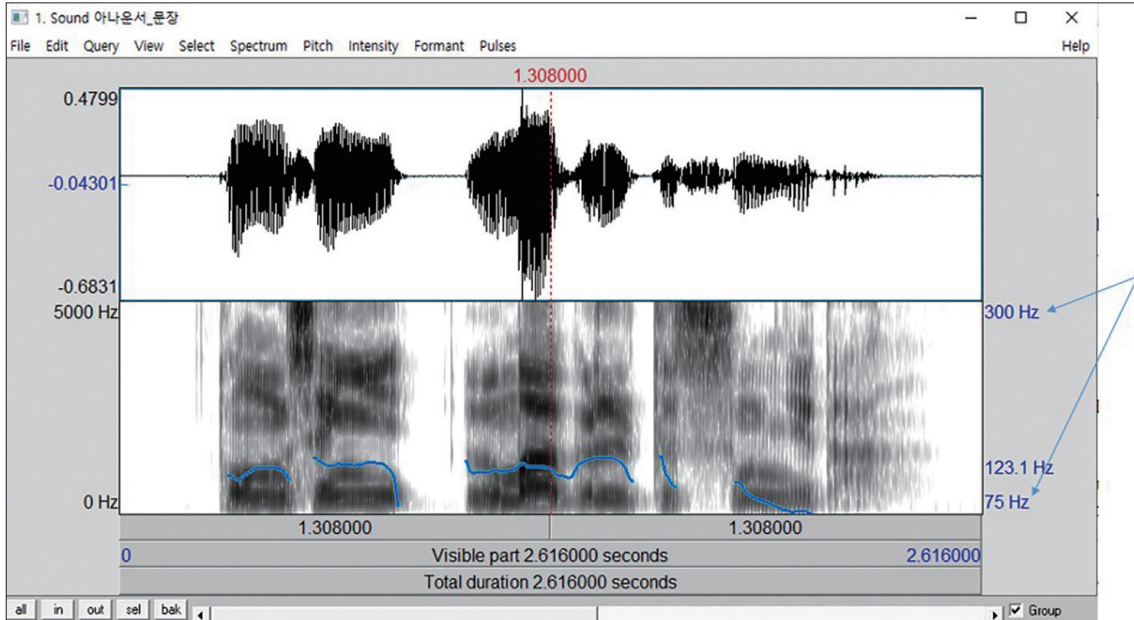 1. Sound 아나운서_문장
File Edit Query View Select Spectrum Pitch Intensity Formant Pulses Help
1.308000
0.4799
-0.04301
-0.6831
5000 Hz 300 Hz
123.1 Hz
0 Hz 75 Hz
1.308000 1.308000
0 Visible part 2.616000 seconds 2.616000
Total duration 2.616000 seconds
all in out sel bak Group